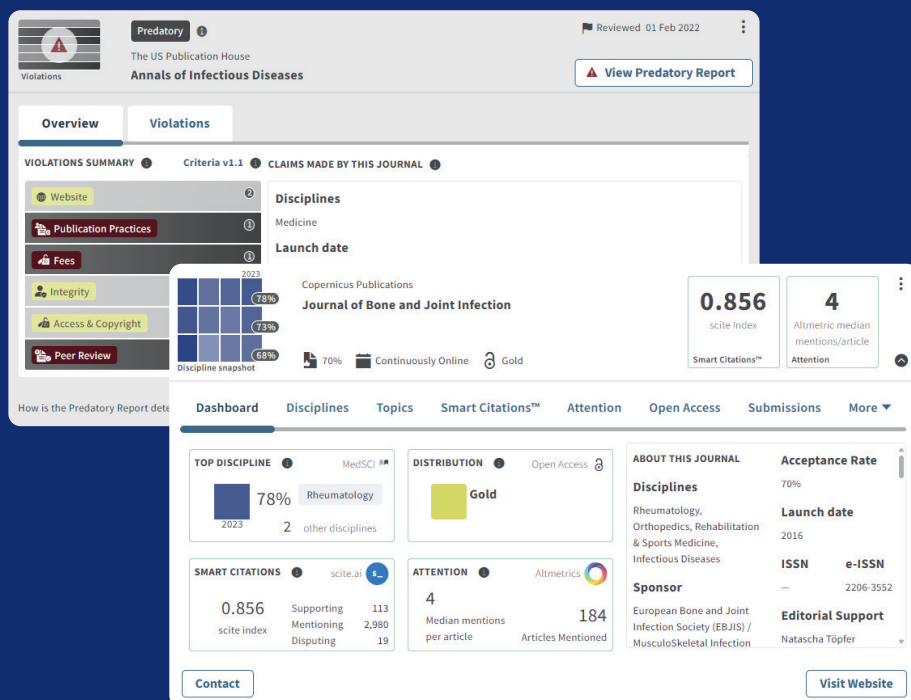 Predatory
Reviewed 01 Feb 2022
The US Publication House
Annals of Infectious Diseases
Violations
View Predatory Report
Overview
Violations
VIOLATIONS SUMMARY
Criteria v1.1
CLAIMS MADE BY THIS JOURNAL
Website
2
Disciplines
Publication Practices
1
Medicine
Fees
1
Launch date
Integrity
Access & Copyright
Peer Review
How is the Predatory Report dete
2023
78%
73%
68%
Discipline snapshot
Copernicus Publications
Journal of Bone and Joint Infection
70%
Continuously Online
Gold
0.856
scite Index
Smart Citations™
4
Altmetric median
mentions/article
Attention
Dashboard
Disciplines
Topics
Smart Citations™
Attention
Open Access
Submissions
More
TOP DISCIPLINE
MedSCI
78%
Rheumatology
2023
2 other disciplines
DISTRIBUTION
Open Access
Gold
SMART CITATIONS
scite.ai
s_
0.856
scite index
Supporting 113
Mentioning 2,980
Disputing 19
ATTENTION
Altmetrics
4
Median mentions
per article
184
Articles Mentioned
ABOUT THIS JOURNAL
Disciplines
Rheumatology,
Orthopedics, Rehabilitation
& Sports Medicine,
Infectious Diseases
Sponsor
European Bone and Joint
Infection Society (EBJIS) /
MusculoSkeletal Infection
Acceptance Rate
70%
Launch date
2016
ISSN
e-ISSN
—
2206-3552
Editorial Support
Natascha Töpfer
Contact
Visit Website